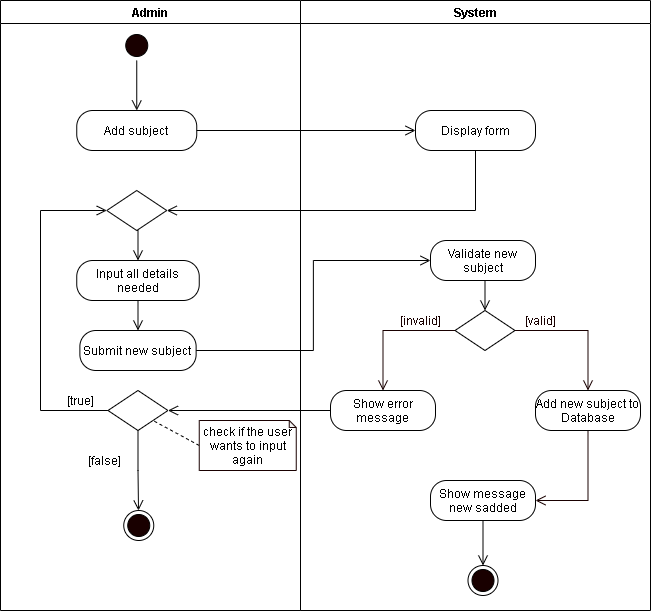 Admin
System
Add subject
Display form
Validate new
subject
Input all details
needed
[invalid]
[valid]
Submit new subject
[true]
Show error
message
Add new subject to
Database
check if the user
wants to input
again
[false]
Show message
new sadded